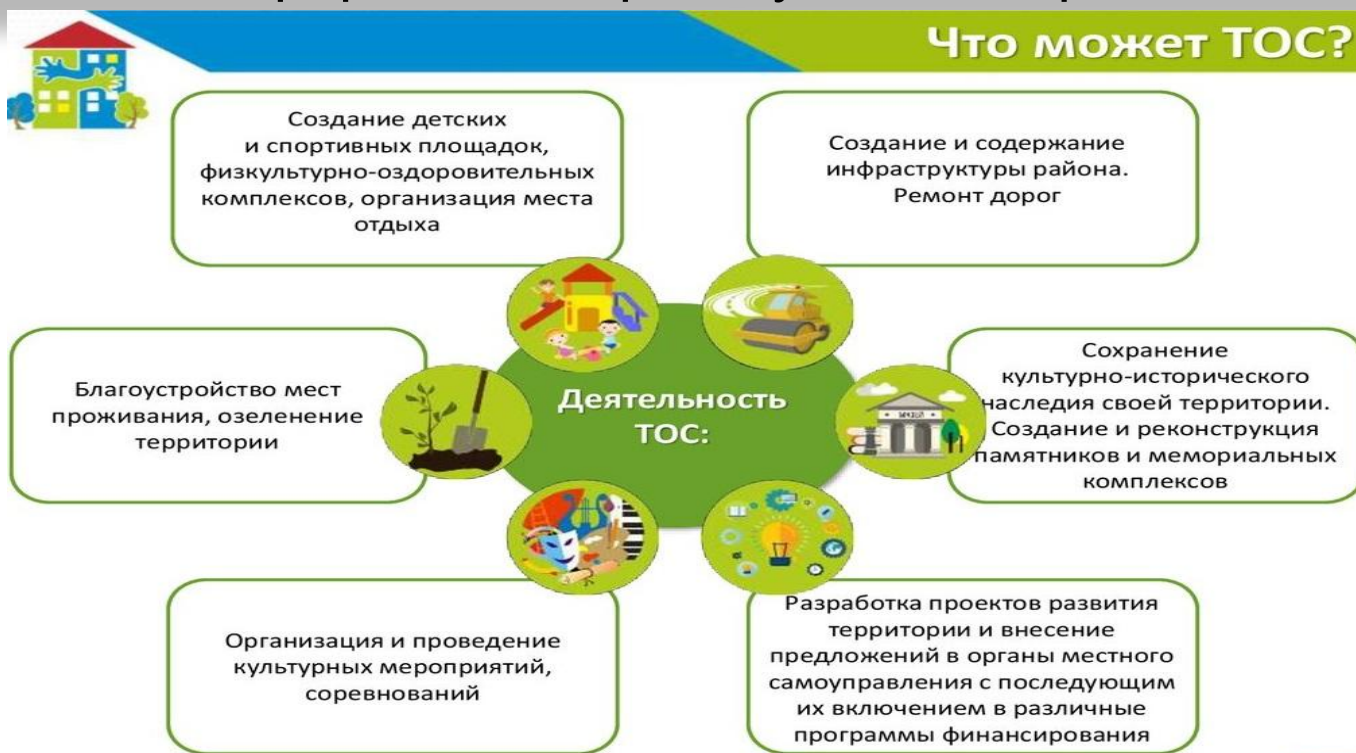 Что может ТОС?
Создание детских
и спортивных площадок,
физкультурно-оздоровительных
комплексов, организация места
отдыха
Создание и содержание
инфраструктуры района.
Ремонт дорог
Благоустройство мест
проживания, озеленение
территории
Деятельность
ТОС:
Сохранение
культурно-исторического
наследия своей территории.
Создание и реконструкция
памятников и мемориальных
комплексов
Организация и проведение
культурных мероприятий,
соревнований
Разработка проектов развития
территории и внесение
предложений в органы местного
самоуправления с последующим
их включением в различные
программы финансирования